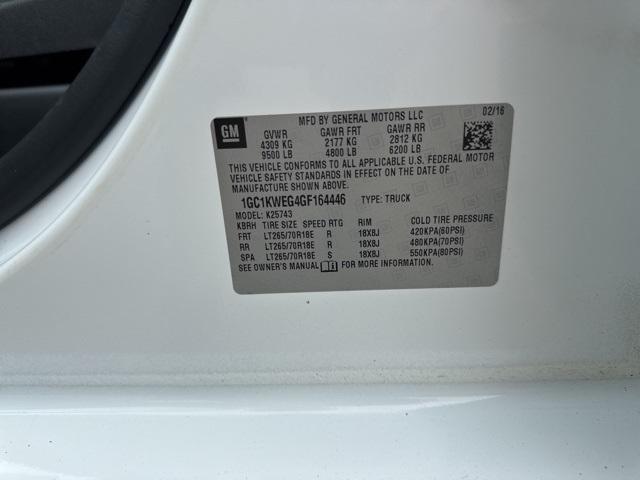 GM
MFD BY GENERAL MOTORS LLC 02/16
GVWR GAWR FRT GAWR RR
4309 KG 2177 KG 2812 KG
9500 LB 4800 LB 6200 LB
THIS VEHICLE CONFORMS TO ALL APPLICABLE U.S. FEDERAL MOTOR
VEHICLE SAFETY STANDARDS IN EFFECT ON THE DATE OF
MANUFACTURE SHOWN ABOVE.
1GC1KWEG4GF164446 TYPE: TRUCK
MODEL: K25743
KBRH TIRE SIZE SPEED RTG RIM COLD TIRE PRESSURE
FRT LT265/70R18E R 18X8J 420KPA(60PSI)
RR LT265/70R18E R 18X8J 480KPA(70PSI)
SPA LT265/70R18E S 18X8J 550KPA(80PSI)
SEE OWNER'S MANUAL FOR MORE INFORMATION.